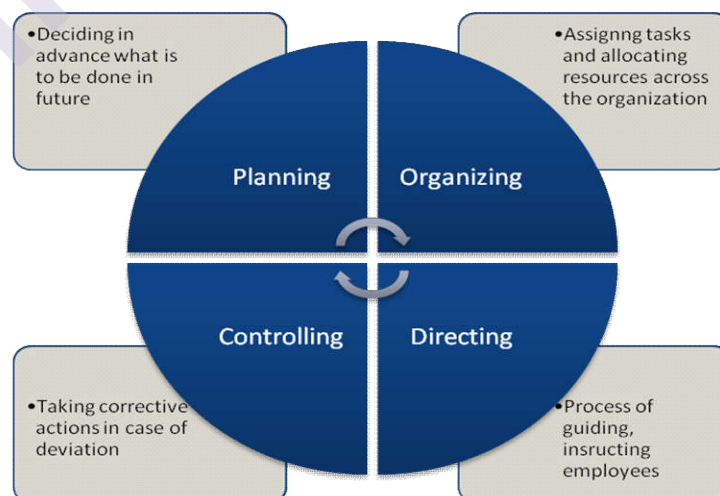 •Deciding in
advance what is
to be done in
future
•Assignng tasks
and allocating
resources across
the organization
Planning
Organizing
Controlling
Directing
•Taking corrective
actions in case of
deviation
•Process of
guiding,
insructing
employees